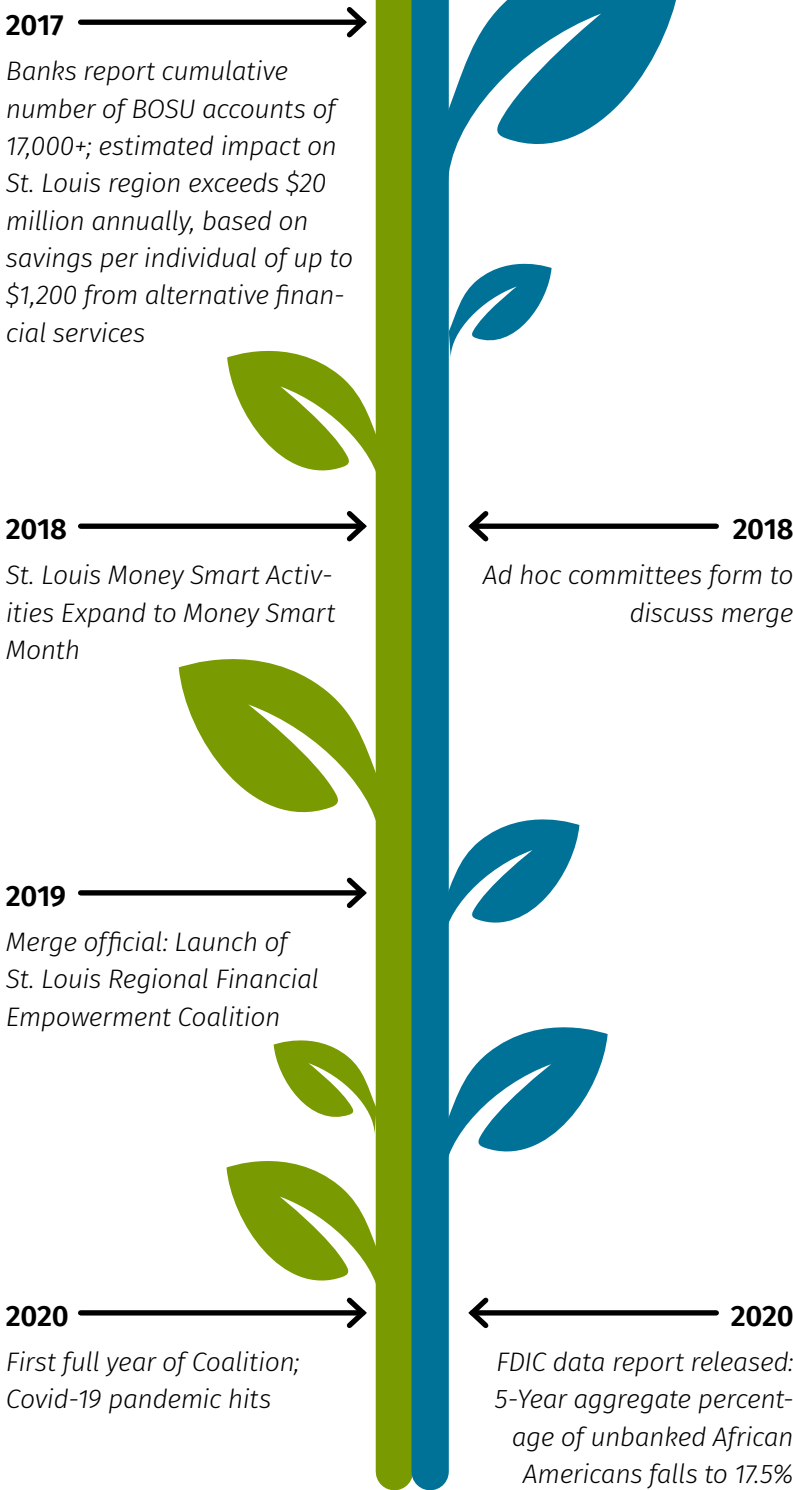 2017
Banks report cumulative
number of BOSU accounts of
17,000+; estimated impact on
St. Louis region exceeds $20
million annually, based on
savings per individual of up to
$1,200 from alternative finan-
cial services
2018
St. Louis Money Smart Activ-
ities Expand to Money Smart
Month
2018
Ad hoc committees form to
discuss merge
2019
Merge official: Launch of
St. Louis Regional Financial
Empowerment Coalition
2020
First full year of Coalition;
Covid-19 pandemic hits
2020
FDIC data report released:
5-Year aggregate percent-
age of unbanked African
Americans falls to 17.5%